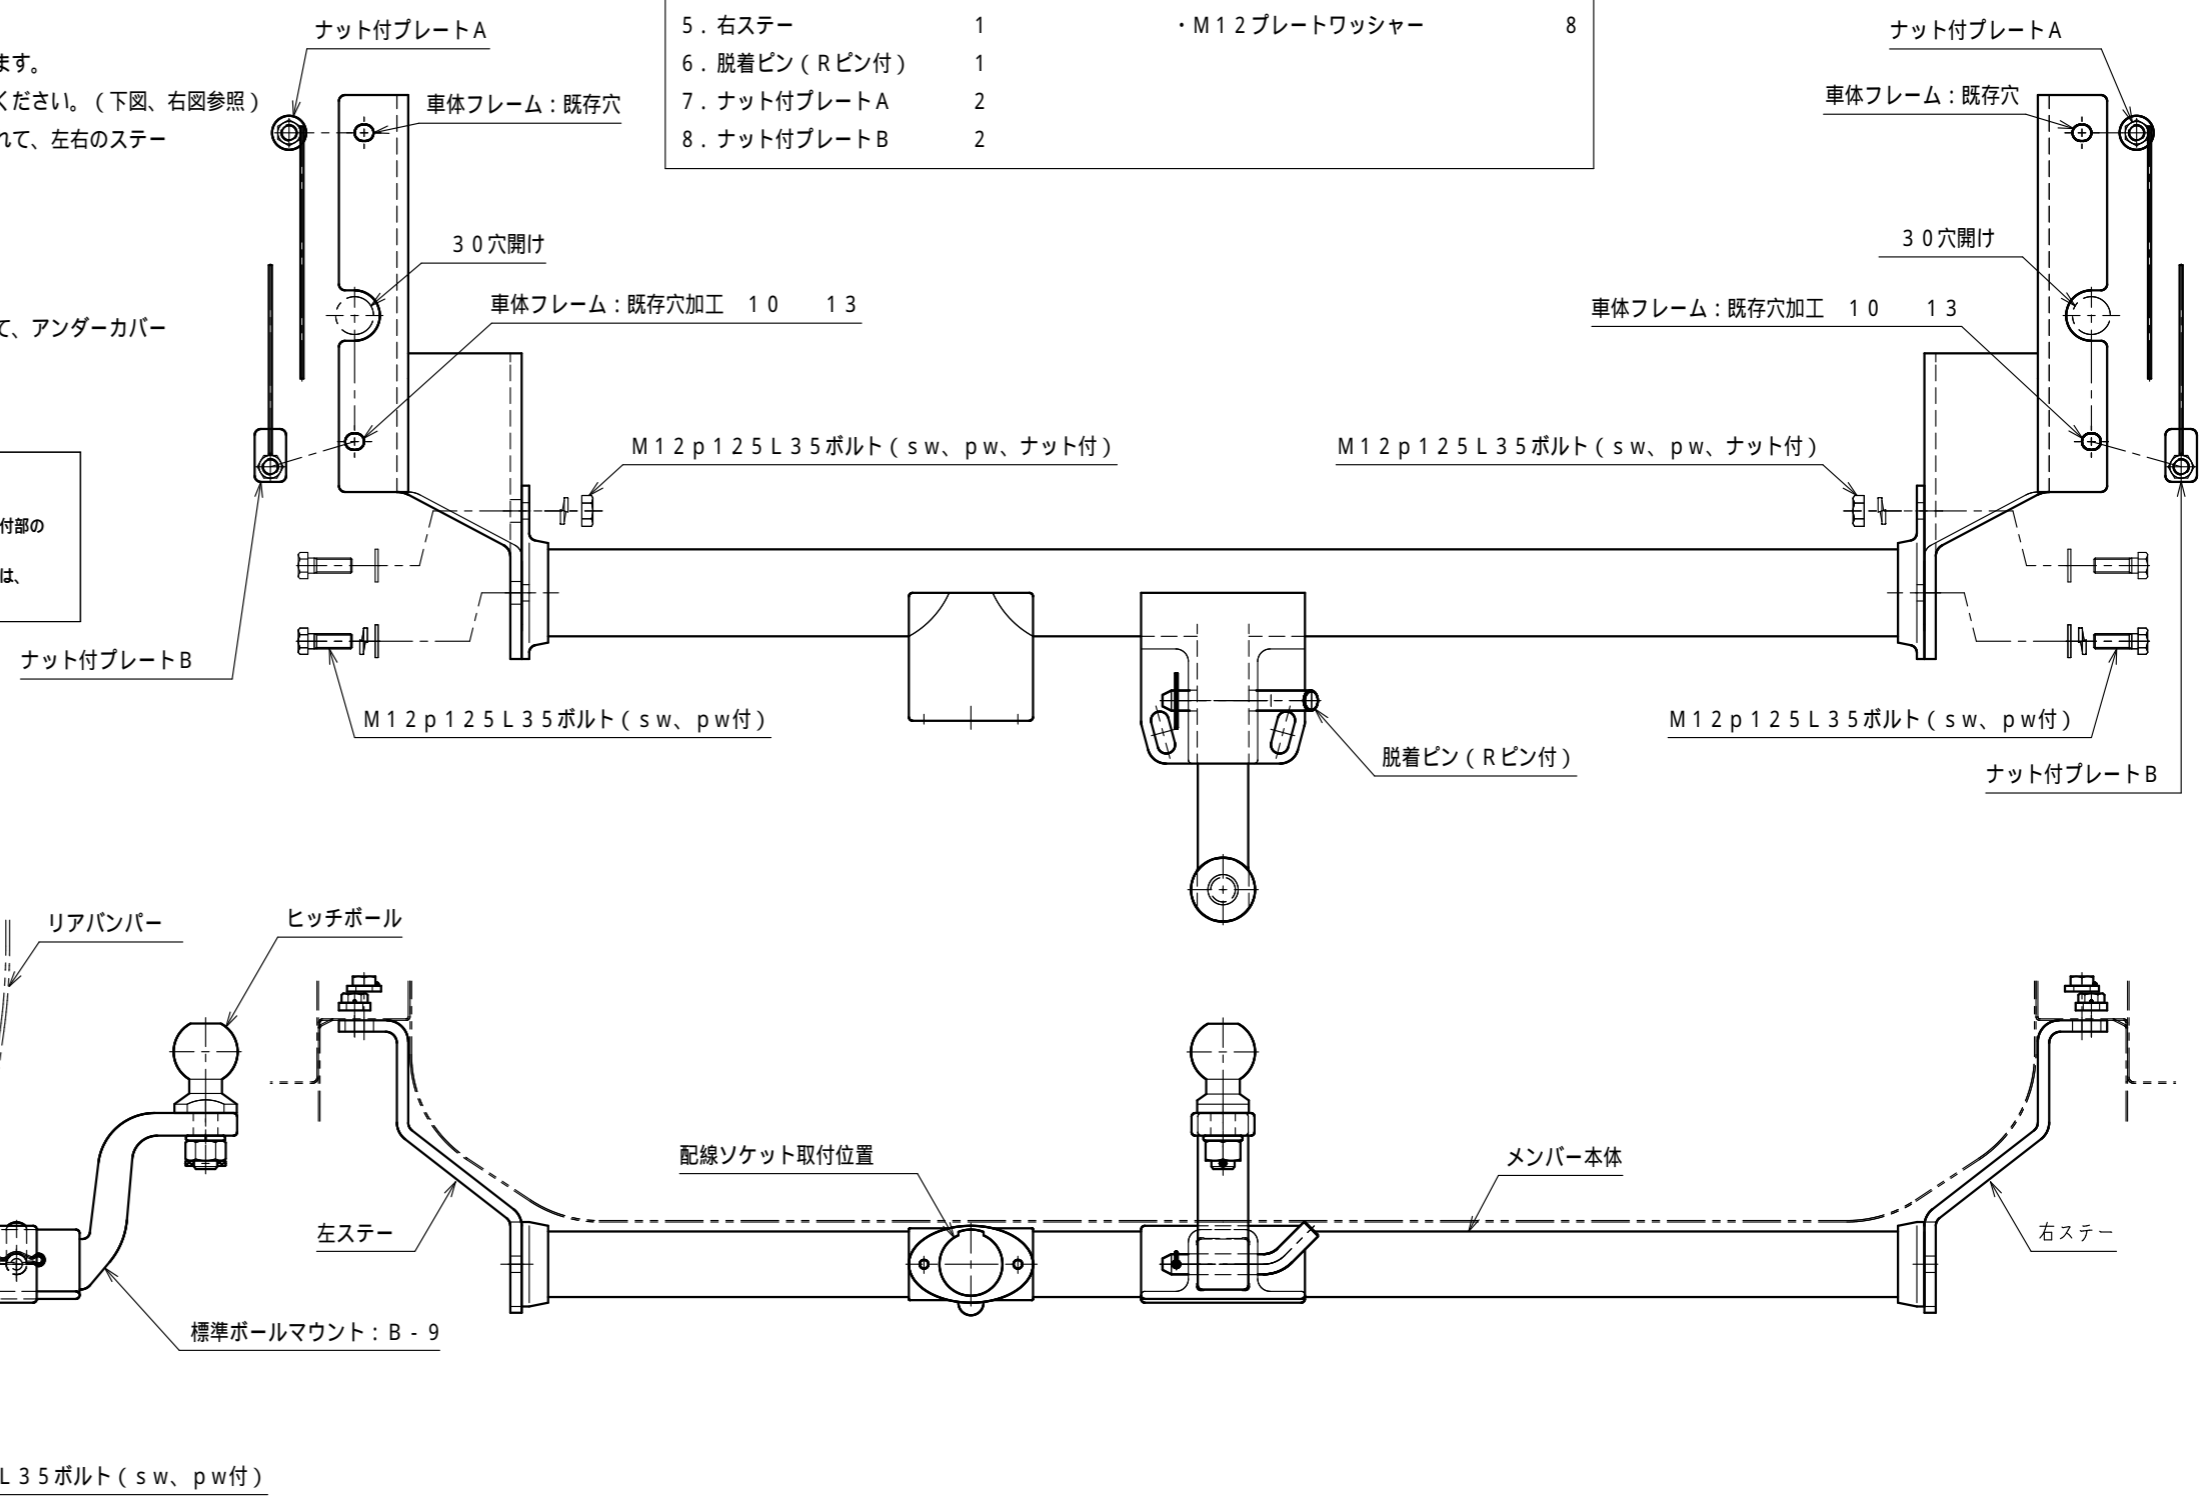 ナット付プレートA
ます。
ください。（下図、右図参照）
れて、左右のステー
車体フレーム：既存穴
５．右ステー　1　・Ｍ１２プレートワッシャー　8
６．脱着ピン（Ｒピン付）　1
７．ナット付プレートA　2
８．ナット付プレートB　2
ナット付プレートA
車体フレーム：既存穴
３０穴開け
車体フレーム：既存穴加工　１０　１３
て、アンダーカバー
３０穴開け
車体フレーム：既存穴加工　１０　１３
Ｍ１２ｐ１２５Ｌ３５ボルト（ｓｗ、ｐｗ、ナット付）
Ｍ１２ｐ１２５Ｌ３５ボルト（ｓｗ、ｐｗ、ナット付）
付部の
は、
ナット付プレートB
Ｍ１２ｐ１２５Ｌ３５ボルト（ｓｗ、ｐｗ付）
Ｍ１２ｐ１２５Ｌ３５ボルト（ｓｗ、ｐｗ付）
脱着ピン（Ｒピン付）
ナット付プレートB
リアバンパー
ヒッチボール
配線ソケット取付位置
メンバー本体
左ステー
右ステー
標準ボールマウント：Ｂ-９
Ｌ３５ボルト（ｓｗ、ｐｗ付）